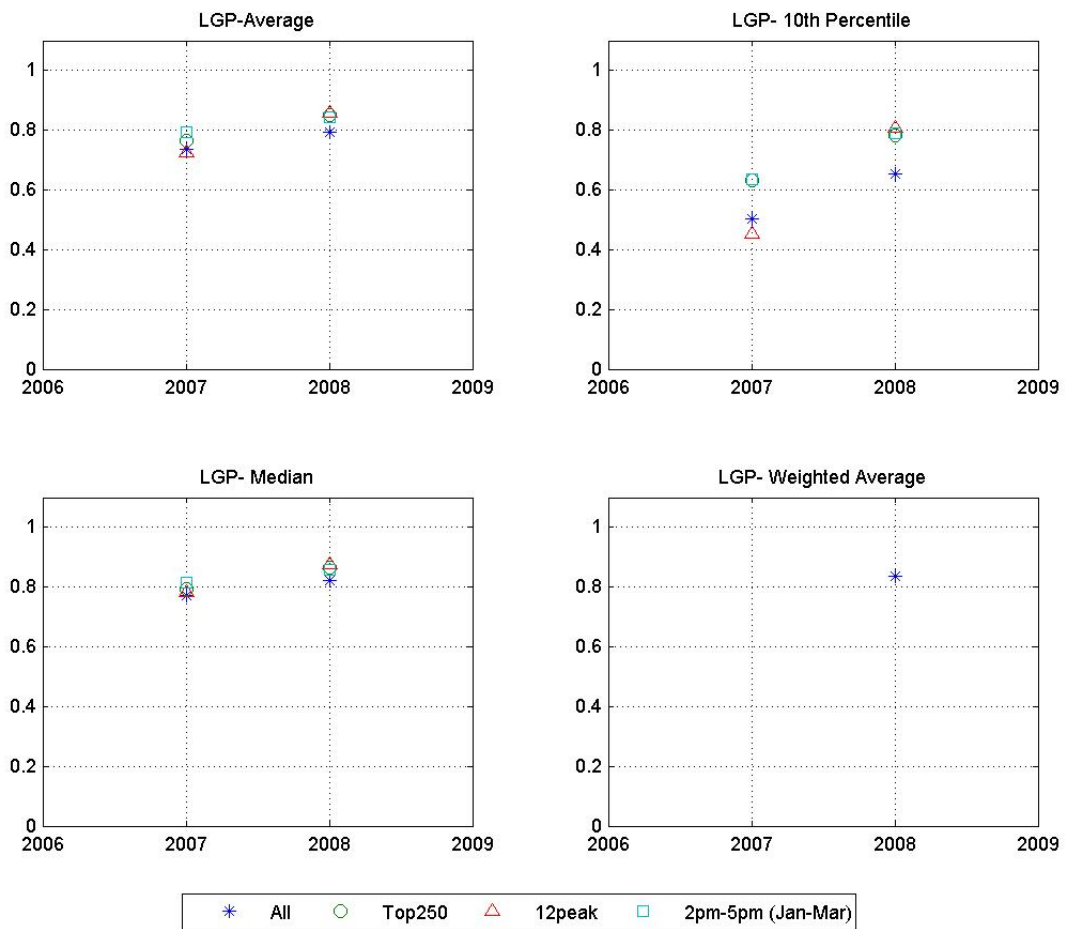 LGP-Average
1
0.8
0.6
0.4
0.2
0
2006 2007 2008 2009
LGP- 10th Percentile
1
0.8
0.6
0.4
0.2
0
2006 2007 2008 2009
LGP- Median
1
0.8
0.6
0.4
0.2
0
2006 2007 2008 2009
LGP- Weighted Average
1
0.8
0.6
0.4
0.2
0
2006 2007 2008 2009
All Top250 12peak 2pm-5pm (Jan-Mar)